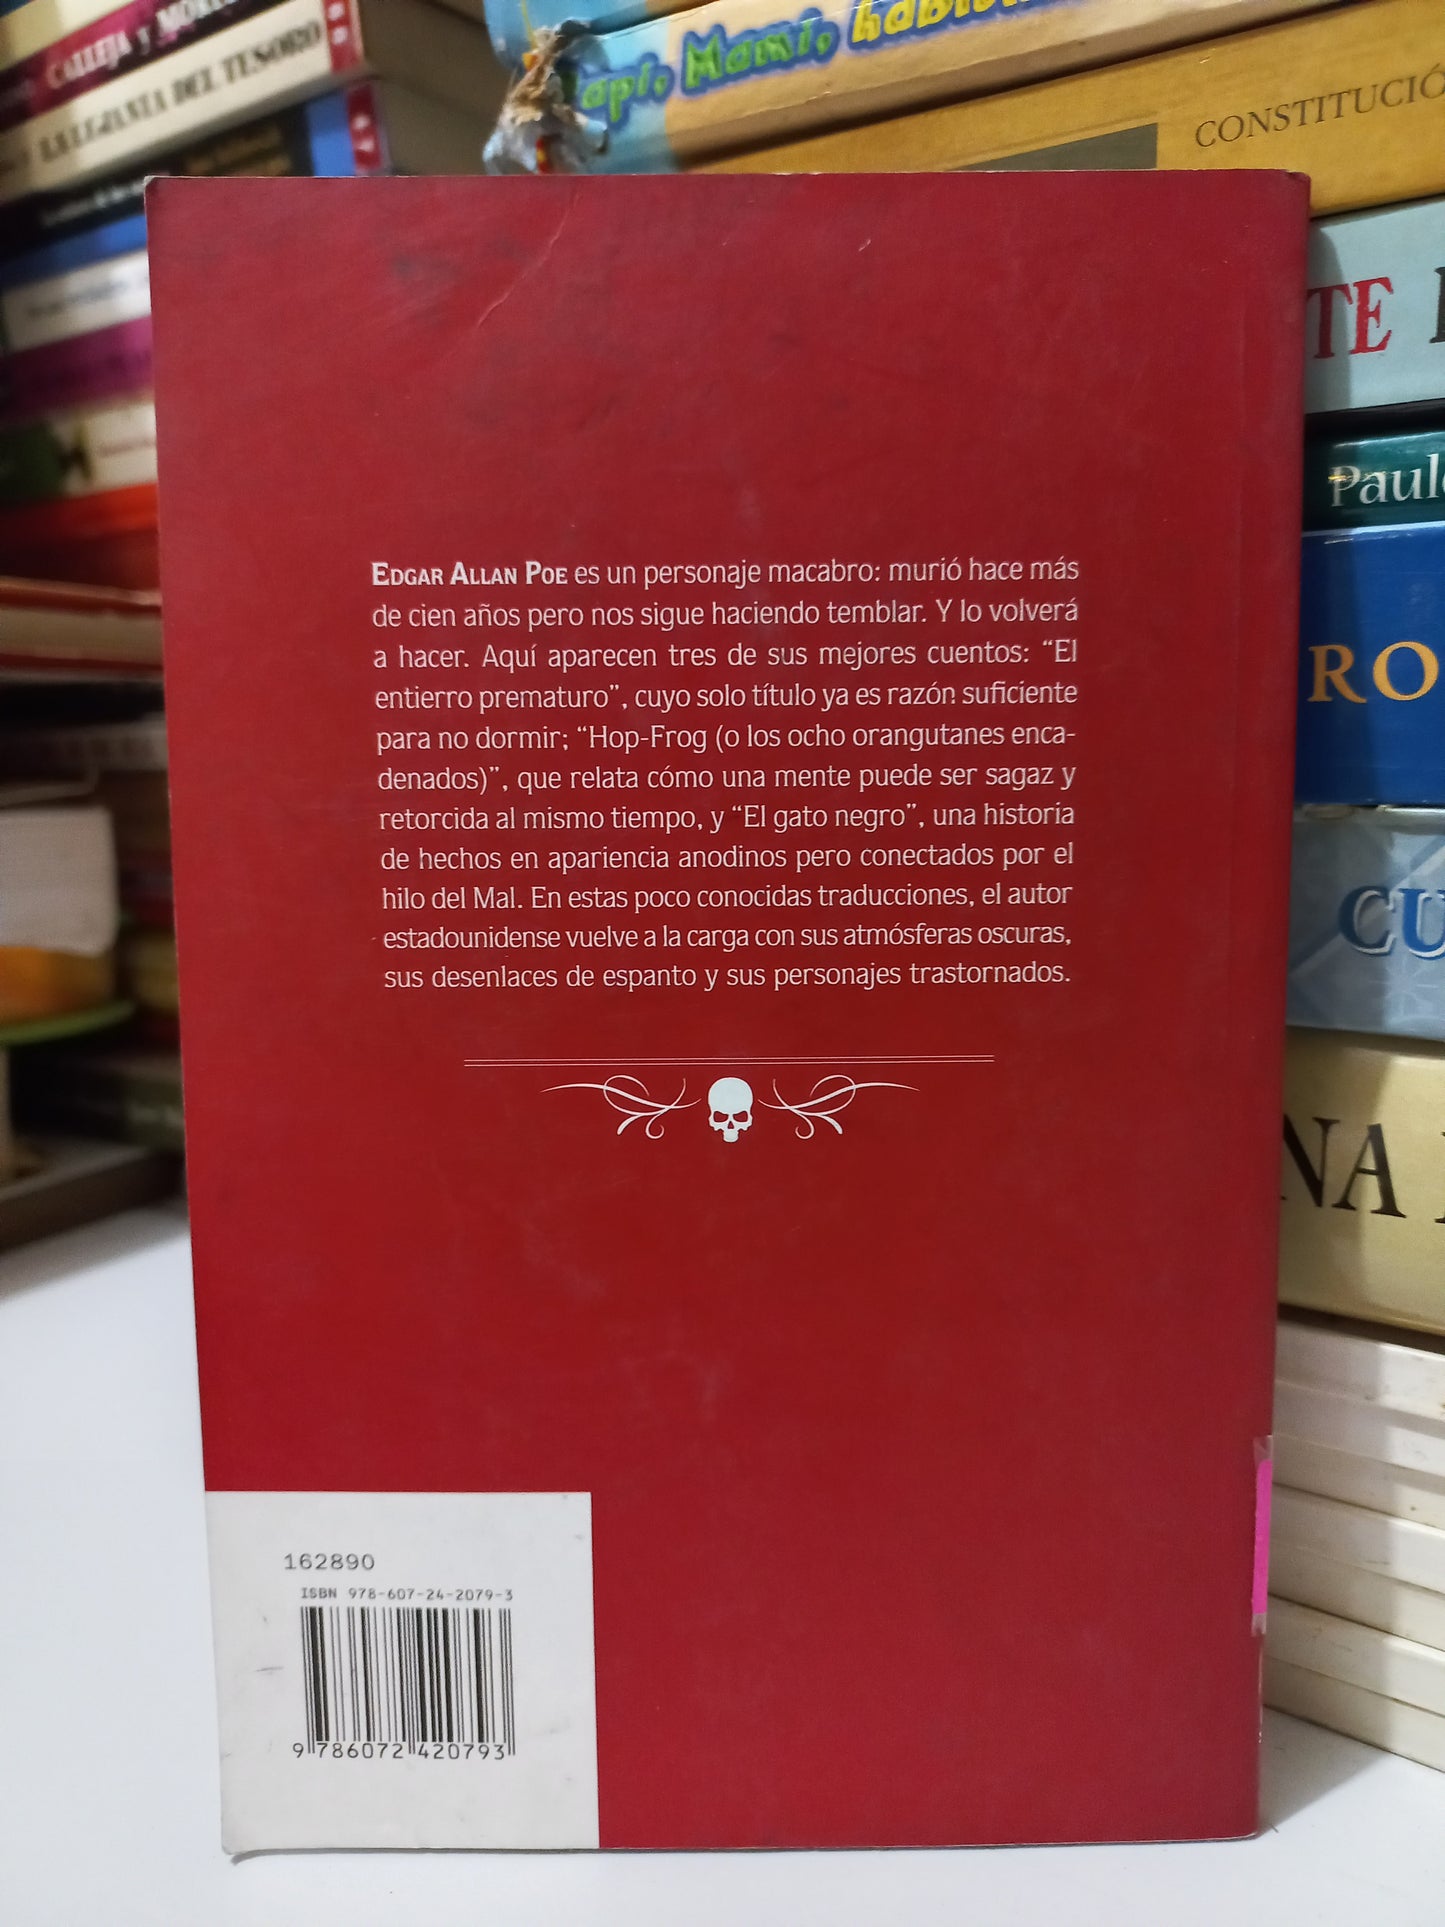 CALLEJA y
DEL TESORO
Mami,
CONSTITUCIÓ
TE
RO
CU
NA
EDGAR ALLAN POE es un personaje macabro: murió hace más
de cien años pero nos sigue haciendo temblar. Y lo volverá
a hacer. Aquí aparecen tres de sus mejores cuentos: “El
entierro prematuro”, cuyo solo título ya es razón suficiente
para no dormir; “Hop-Frog (o los ocho orangutanes enca-
denados)”, que relata cómo una mente puede ser sagaz y
retorcida al mismo tiempo, y “El gato negro”, una historia
de hechos en apariencia anodinos pero conectados por el
hilo del Mal. En estas poco conocidas traducciones, el autor
estadounidense vuelve a la carga con sus atmósferas oscuras,
sus desenlaces de espanto y sus personajes trastornados.
162890
ISBN 978-607-24-2079-3
9 786072 420793